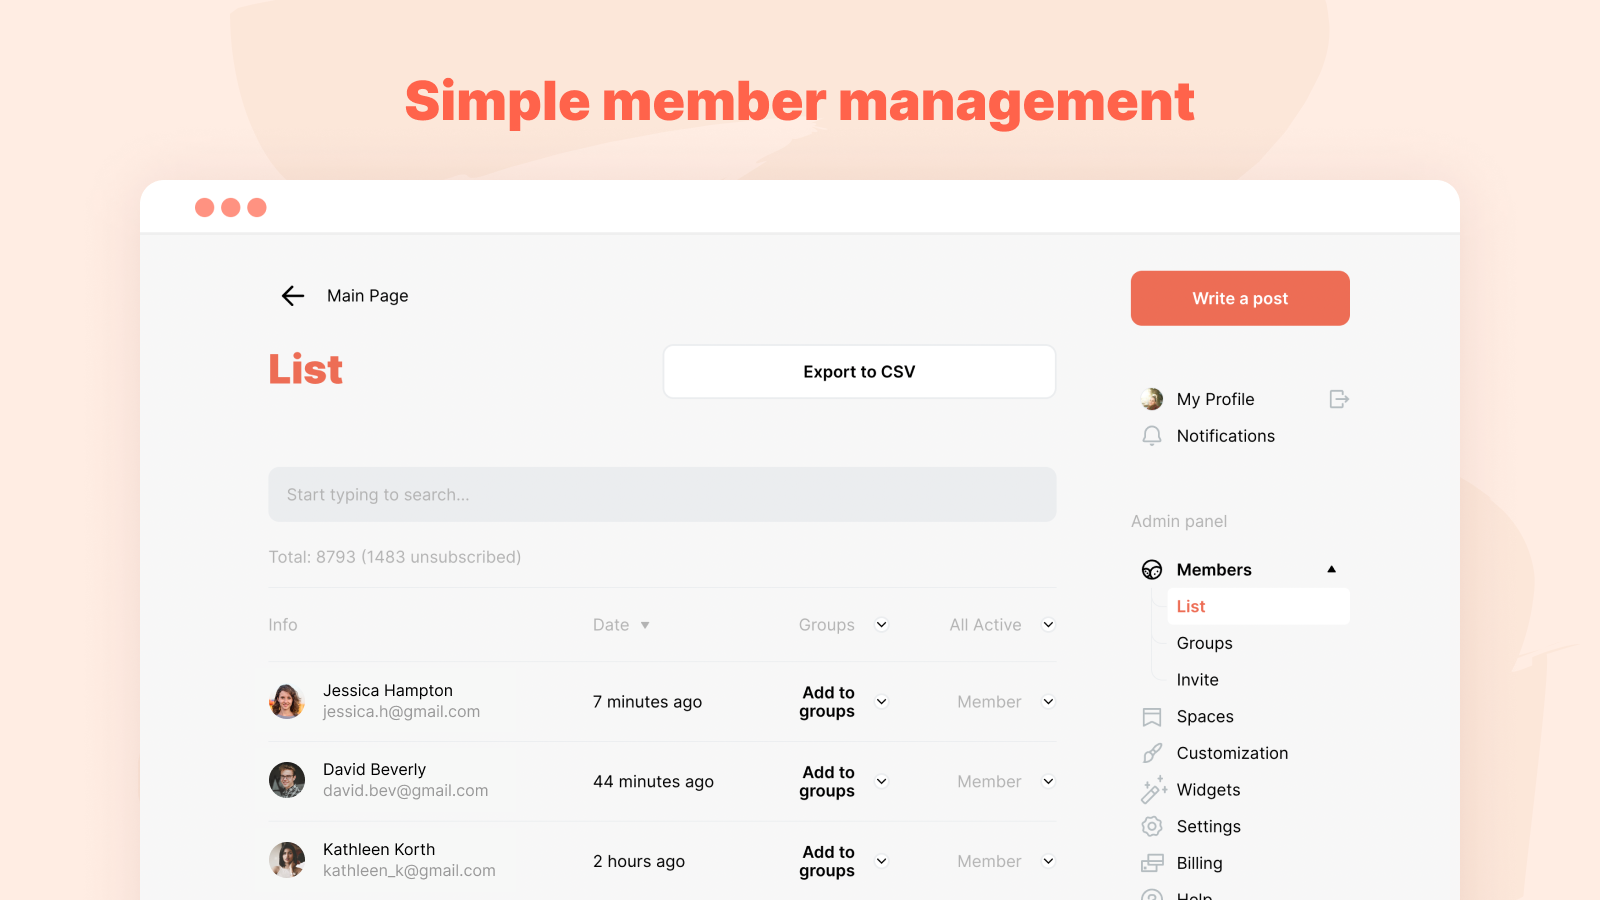 Simple member management
Main Page
Write a post
List
Export to CSV
My Profile
Notifications
Start typing to search...
Admin panel
Total: 8793 (1483 unsubscribed)
Members
List
Groups
Invite
Spaces
Customization
Widgets
Settings
Billing
Help
Info
Date
Groups
All Active
Jessica Hampton
jessica.h@gmail.com
7 minutes ago
Add to
groups
Member
David Beverly
david.bev@gmail.com
44 minutes ago
Add to
groups
Member
Kathleen Korth
kathleen_k@gmail.com
2 hours ago
Add to
groups
Member